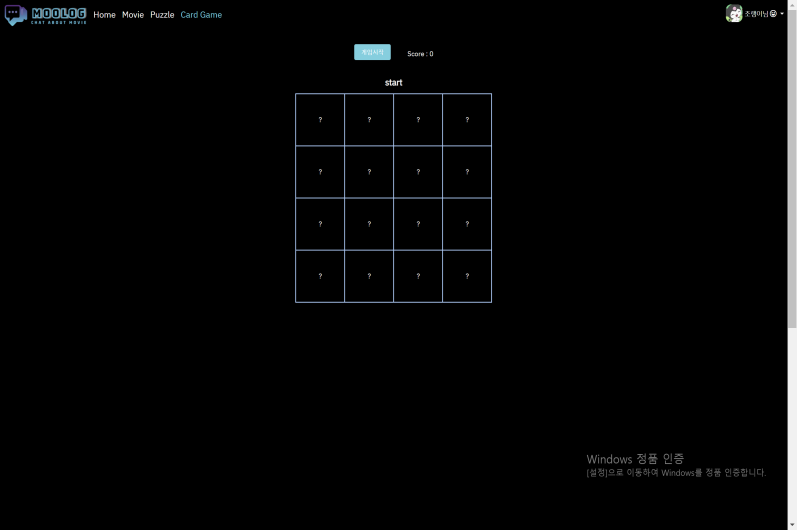 MOOLOG
CHAT ABOUT MOVIE
Home Movie Puzzle Card Game
조랭이님
게임시작 Score : 0
start
? ? ? ?
? ? ? ?
? ? ? ?
? ? ? ?
Windows 정품 인증
[설정]으로 이동하여 Windows를 정품 인증합니다.